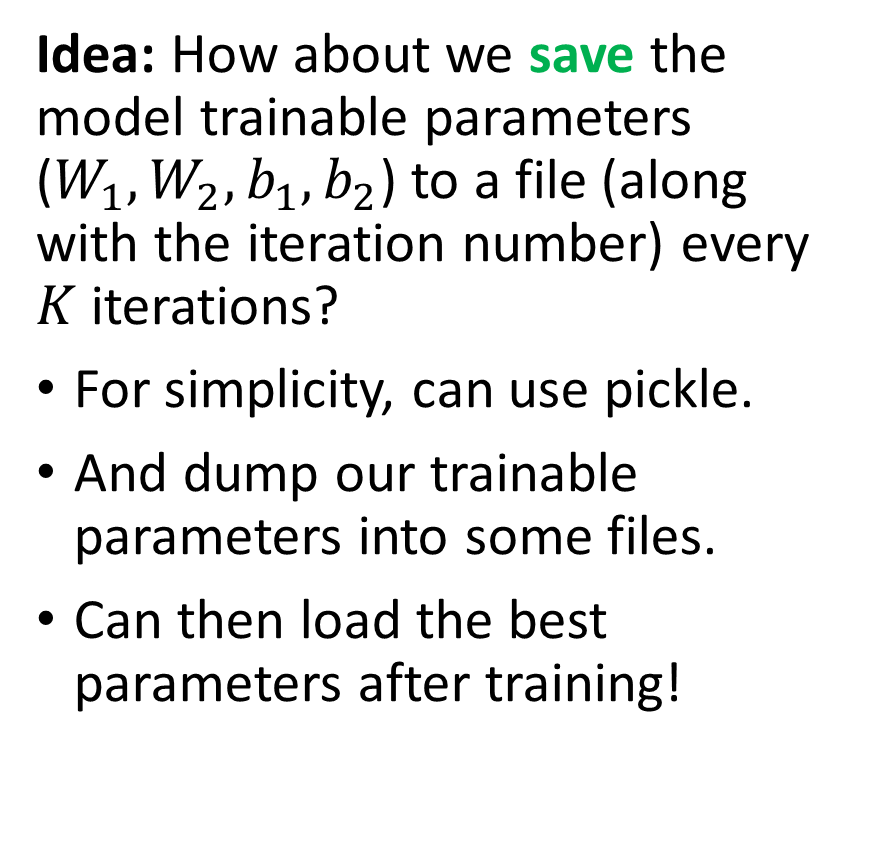 Idea: How about we save the
model trainable parameters
(𝑊₁, 𝑊₂, 𝑏₁, 𝑏₂) to a file (along
with the iteration number) every
𝐾 iterations?
• For simplicity, can use pickle.
• And dump our trainable
parameters into some files.
• Can then load the best
parameters after training!